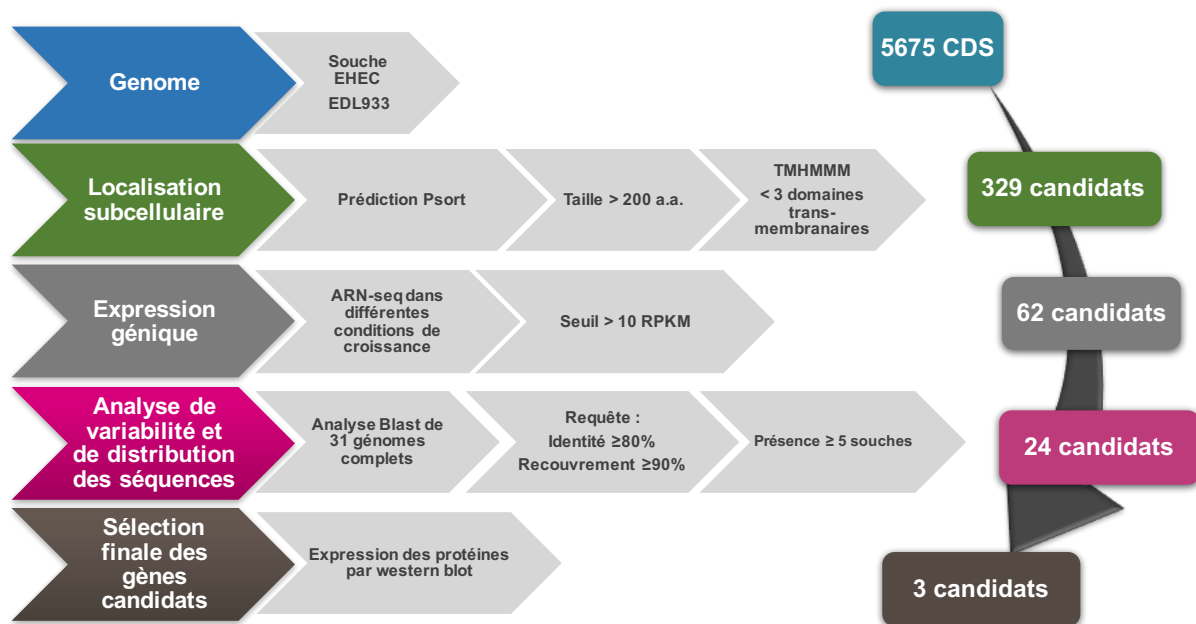 Genome
Souche
EHEC
EDL933
5675 CDS
Localisation
subcellulaire
Prédiction Psort
Taille > 200 a.a.
TMHMMM
< 3 domaines
trans-
membranaires
329 candidats
Expression
génique
ARN-seq dans
différentes
conditions de
croissance
Seuil > 10 RPKM
62 candidats
Analyse de
variabilité et
de distribution
des séquences
Analyse Blast de
31 génomes
complets
Requête :
Identité ≥80%
Recouvrement ≥90%
Présence ≥ 5 souches
24 candidats
Sélection
finale des
gènes
candidats
Expression des protéines
par western blot
3 candidats